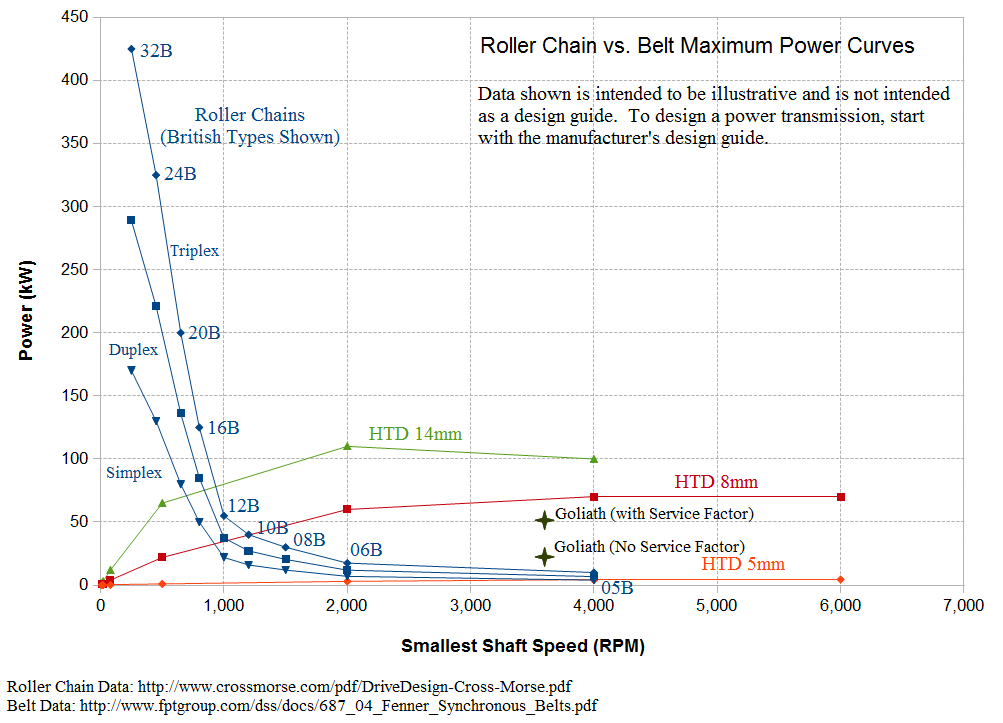 Roller Chain vs. Belt Maximum Power Curves
Data shown is intended to be illustrative and is not intended
as a design guide.  To design a power transmission, start
with the manufacturer's design guide.
Power (kW)
450
400
350
300
250
200
150
100
50
0
32B
Roller Chains
(British Types Shown)
24B
Triplex
20B
Duplex
16B
HTD 14mm
Simplex
HTD 8mm
12B
Goliath (with Service Factor)
10B
08B
06B
Goliath (No Service Factor)
HTD 5mm
05B
0
1,000
2,000
3,000
4,000
5,000
6,000
7,000
Smallest Shaft Speed (RPM)
Roller Chain Data: http://www.crossmorse.com/pdf/DriveDesign-Cross-Morse.pdf
Belt Data: http://www.fptgroup.com/dss/docs/687_04_Fenner_Synchronous_Belts.pdf